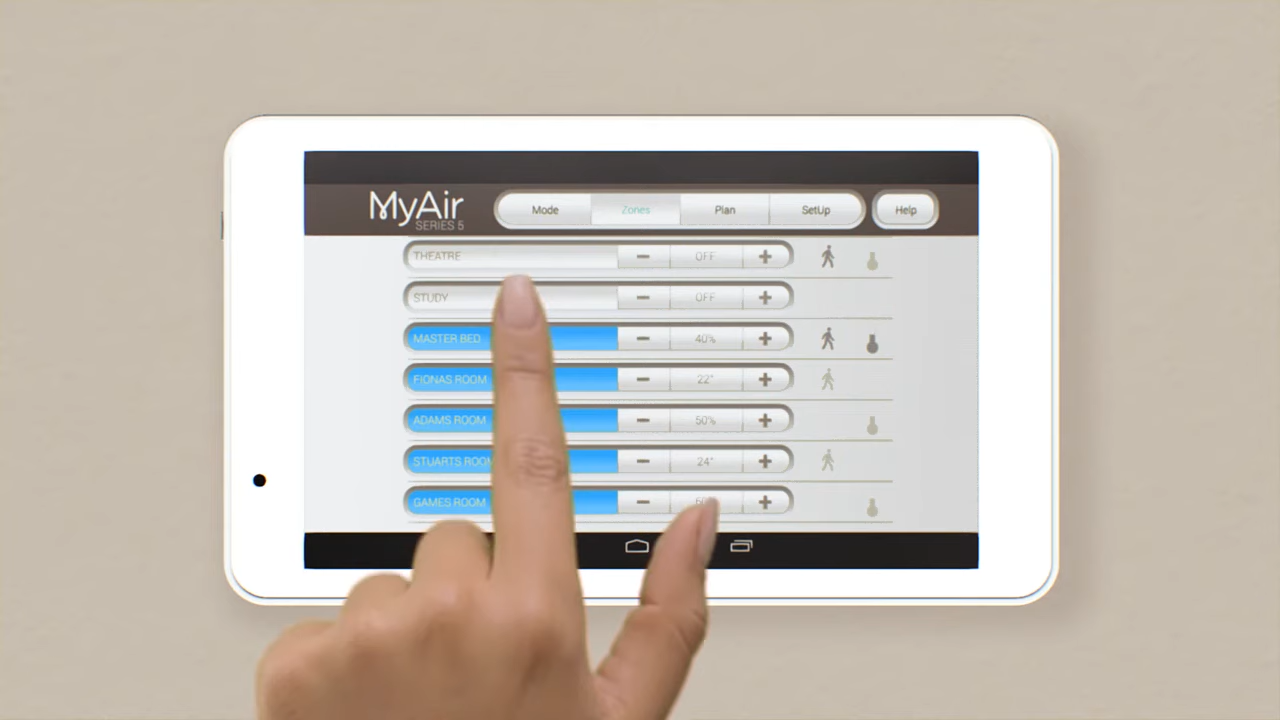 MyAir
SERIES 5
Mode Zones Plan SetUp Help
THEATRE − OFF +
STUDY − OFF +
MASTER BED − 40% +
FIONAS ROOM − 22° +
ADAMS ROOM − 50% +
STUARTS ROOM − 24° +
GAMES ROOM − +